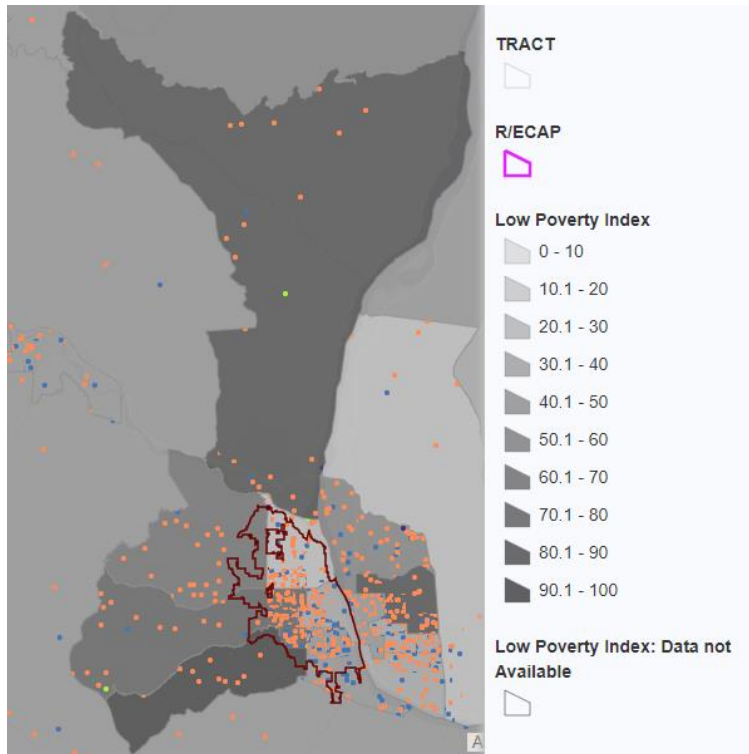 TRACT
R/ECAP
Low Poverty Index
0 - 10
10.1 - 20
20.1 - 30
30.1 - 40
40.1 - 50
50.1 - 60
60.1 - 70
70.1 - 80
80.1 - 90
90.1 - 100
Low Poverty Index: Data not
Available
A